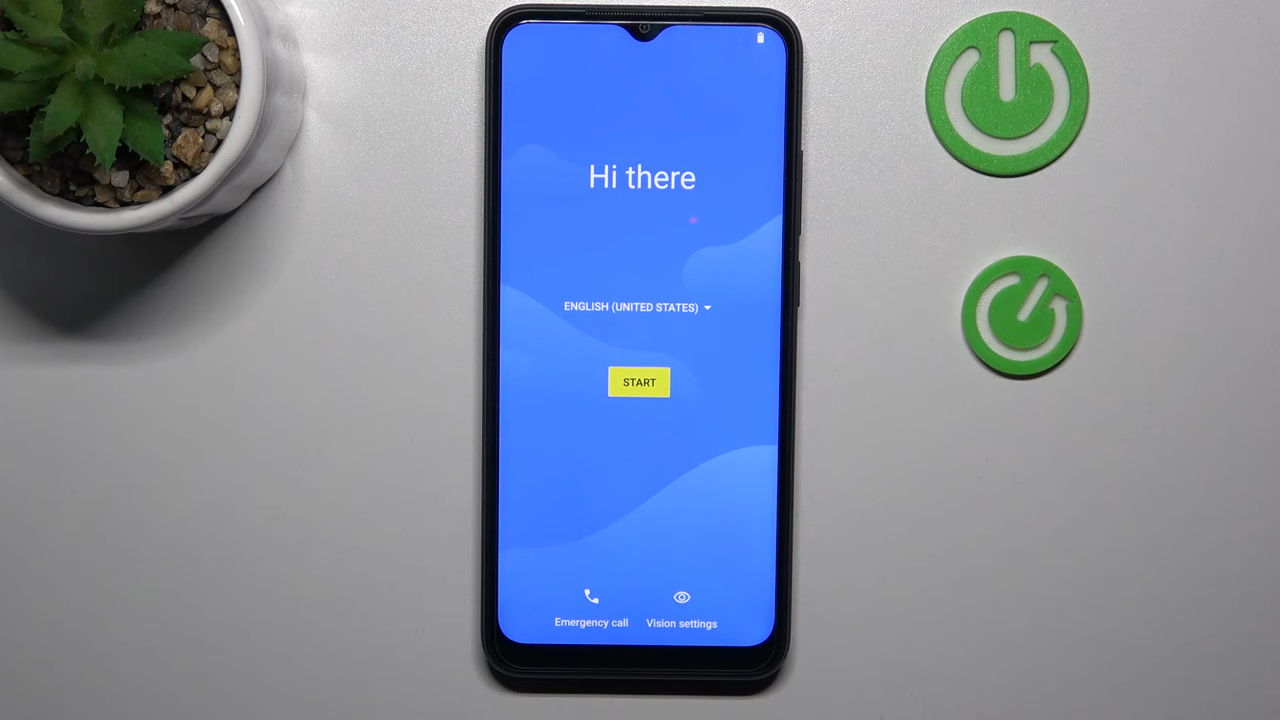 Hi there
ENGLISH (UNITED STATES)
START
Emergency call
Vision settings